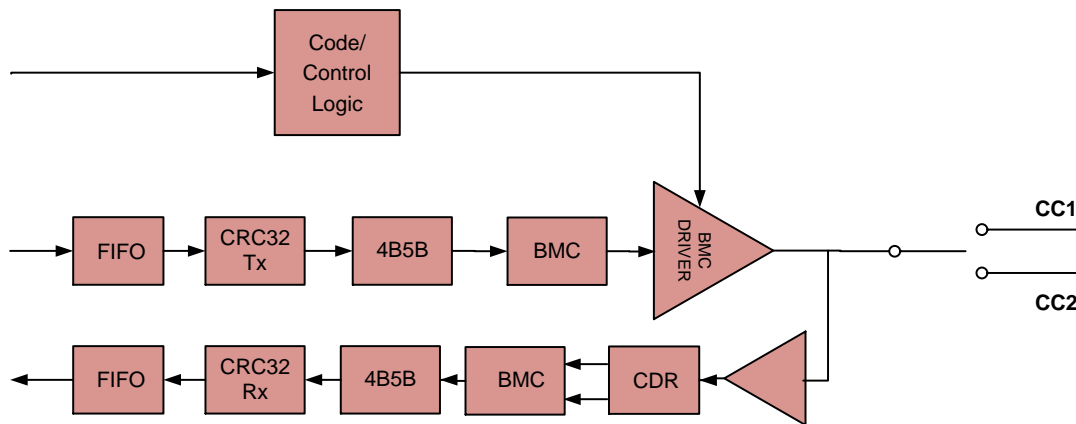 Code/
Control
Logic
FIFO
CRC32
Tx
4B5B
BMC
BMC
DRIVER
CC1
CC2
FIFO
CRC32
Rx
4B5B
BMC
CDR